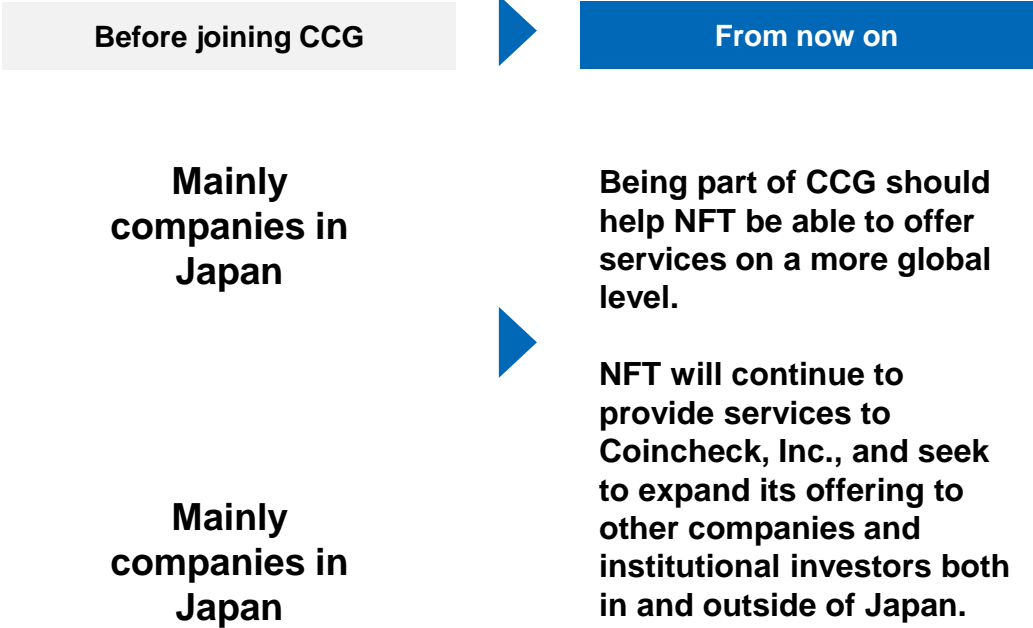 Before joining CCG
From now on
Mainly
companies in
Japan
Being part of CCG should
help NFT be able to offer
services on a more global
level.
NFT will continue to
provide services to
Coincheck, Inc., and seek
to expand its offering to
other companies and
institutional investors both
in and outside of Japan.
Mainly
companies in
Japan